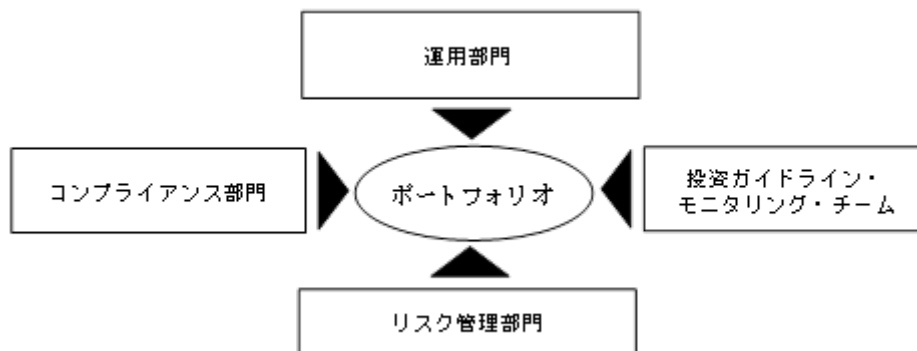 運用部門
コンプライアンス部門
ポートフォリオ
投資ガイドライン・
モニタリング・チーム
リスク管理部門